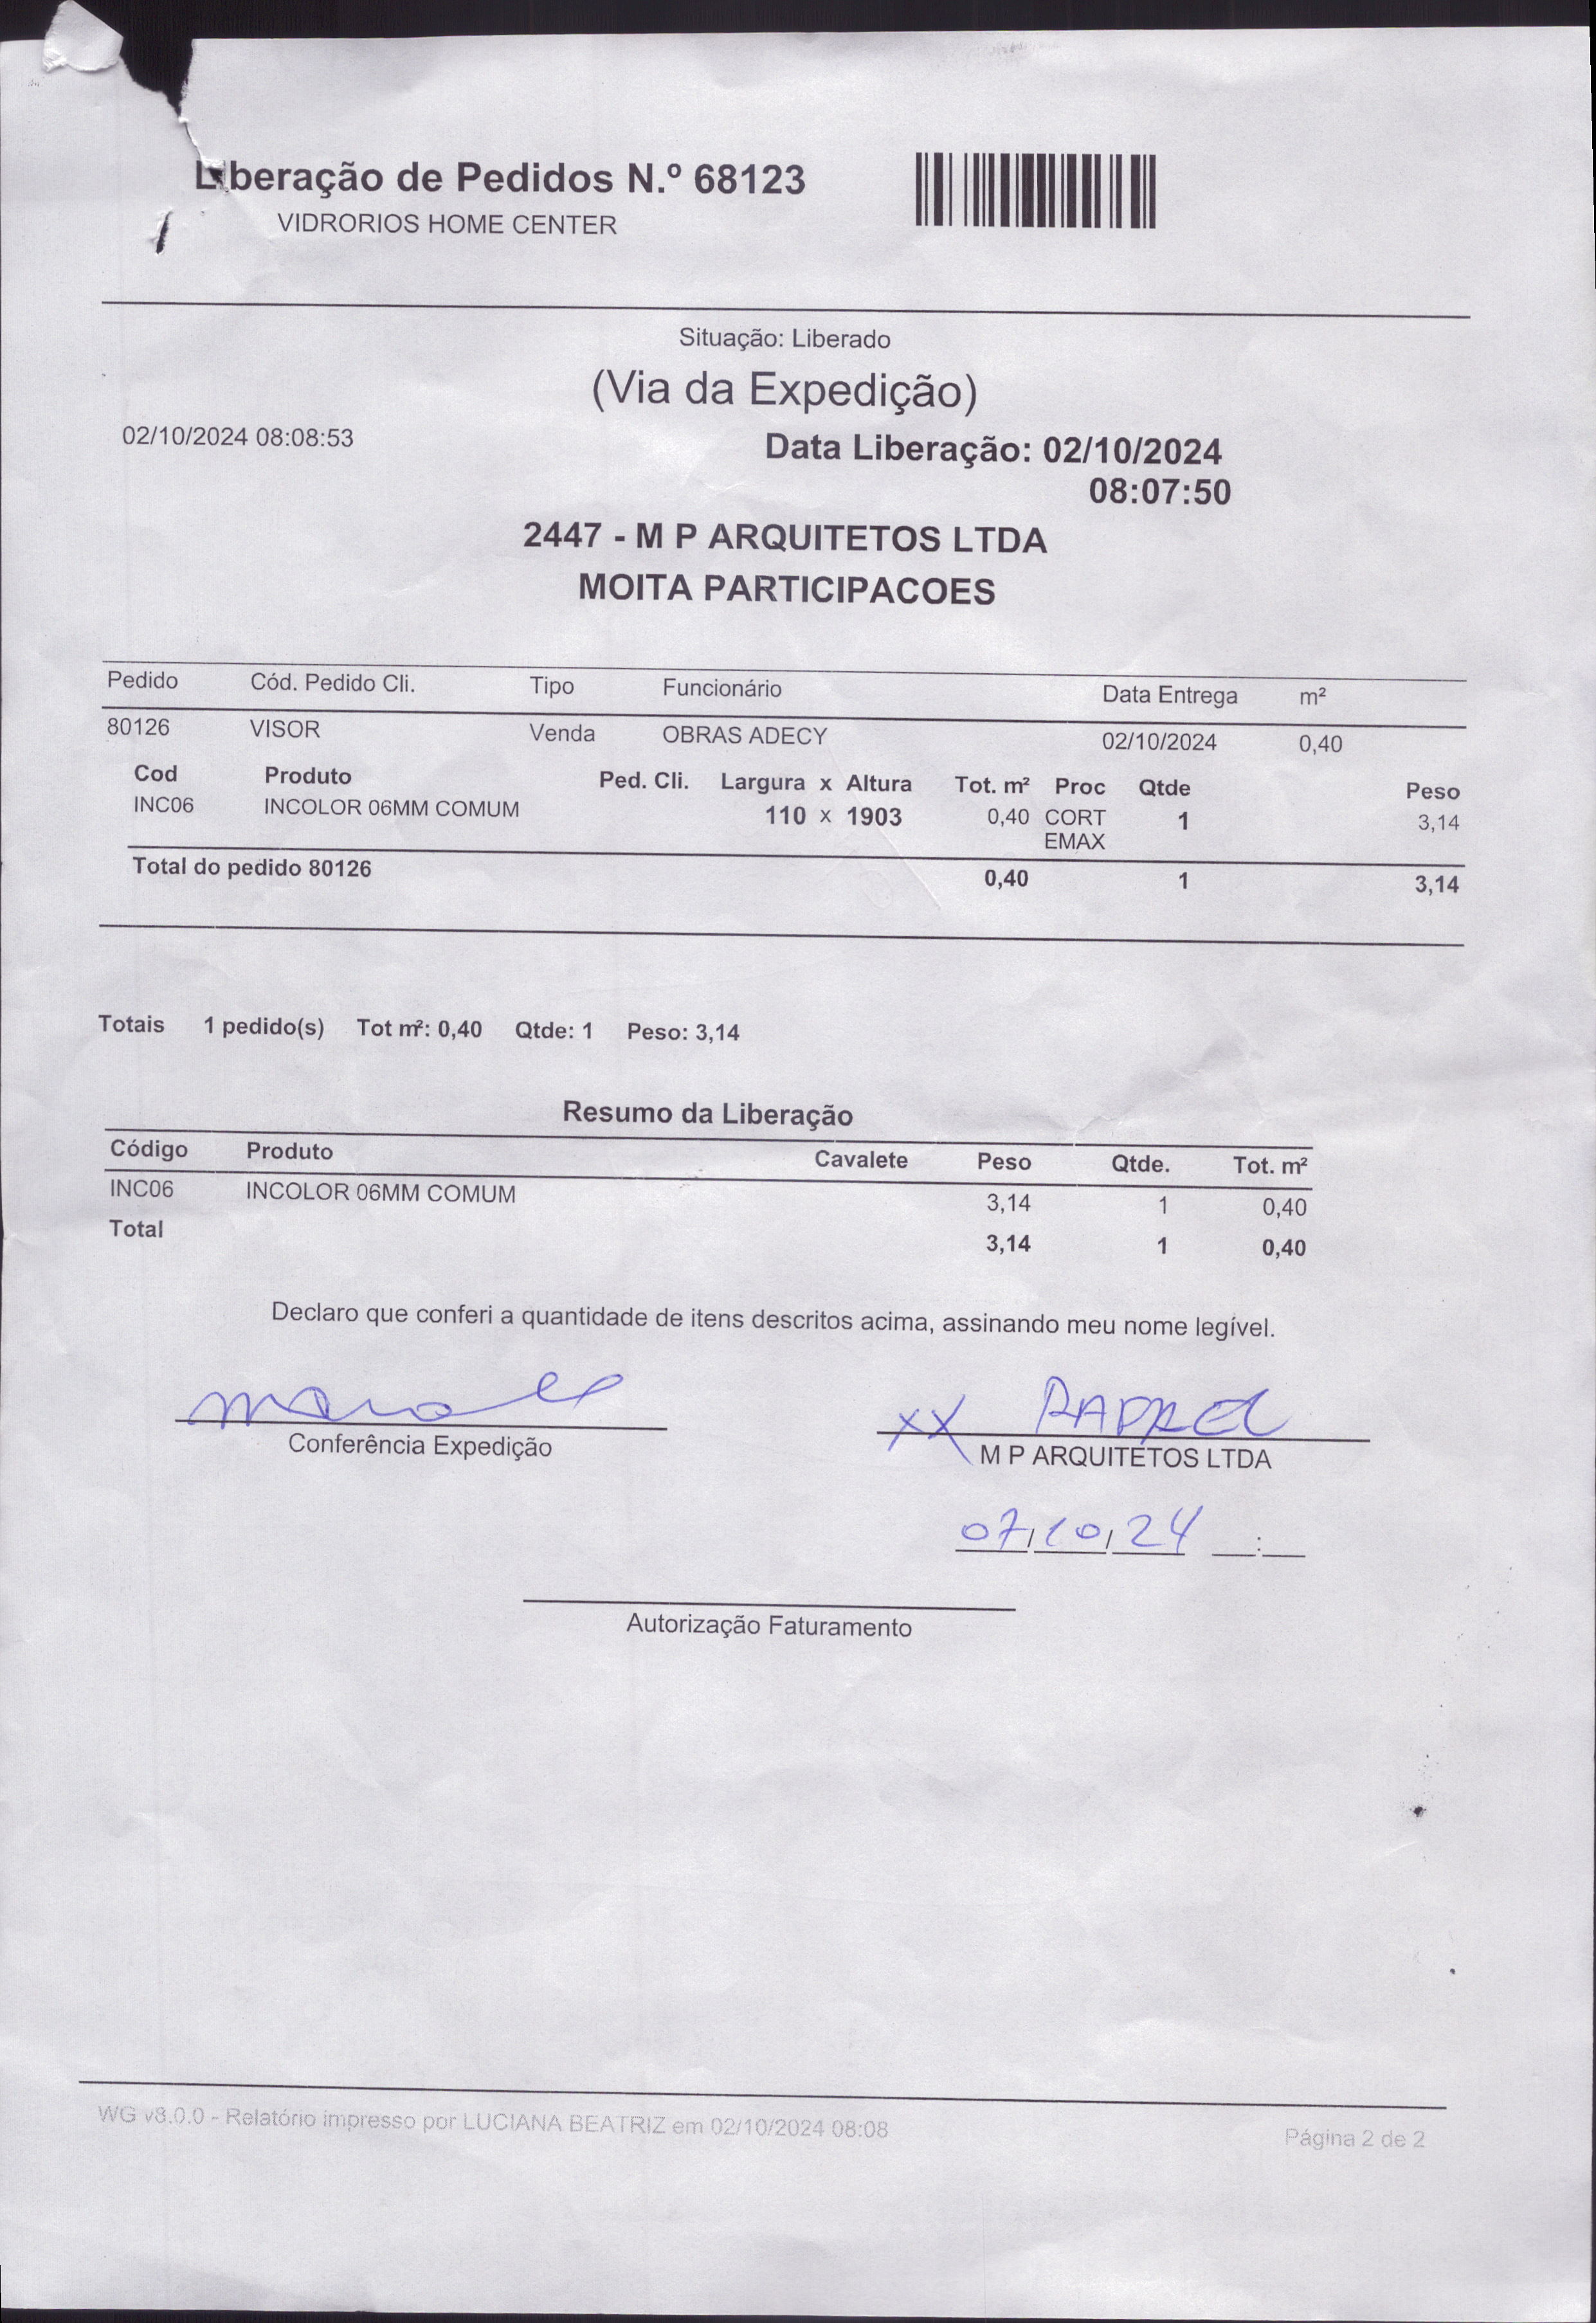 Liberação de Pedidos N.º 68123
VIDRORIOS HOME CENTER
Situação: Liberado
(Via da Expedição)
02/10/2024 08:08:53
Data Liberação: 02/10/2024
08:07:50
2447 - M P ARQUITETOS LTDA
MOITA PARTICIPACOES
Pedido Cód. Pedido Cli. Tipo Funcionário Data Entrega m²
80126 VISOR Venda OBRAS ADECY 02/10/2024 0,40
Cod Produto Ped. Cli. Largura x Altura Tot. m² Proc Qtde Peso
INC06 INCOLOR 06MM COMUM 110 x 1903 0,40 CORT 1 3,14
EMAX
Total do pedido 80126 0,40 1 3,14
Totais 1 pedido(s) Tot m²: 0,40 Qtde: 1 Peso: 3,14
Resumo da Liberação
Código Produto Cavalete Peso Qtde. Tot. m²
INC06 INCOLOR 06MM COMUM 3,14 1 0,40
Total 3,14 1 0,40
Declaro que conferi a quantidade de itens descritos acima, assinando meu nome legível.
XX
Conferência Expedição M P ARQUITETOS LTDA
07/10/24 __:__
Autorização Faturamento
WG v8.0.0 - Relatório impresso por LUCIANA BEATRIZ em 02/10/2024 08:08
Página 2 de 2